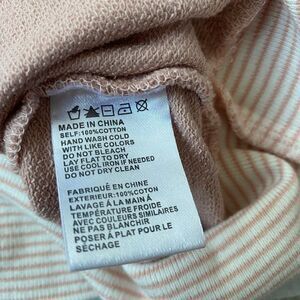 MADE IN CHINA
SELF:100%COTTON
HAND WASH COLD
WITH LIKE COLORS
DO NOT BLEACH
LAY FLAT TO DRY
USE COOL IRON IF NEEDED
DO NOT DRY CLEAN
FABRIQUÉ EN CHINE
EXTERIEUR:100%COTON
LAVAGE À LA MAIN À
TEMPÉRATURE FROIDE
AVEC COULEURS SIMILAIRES
NE PAS BLANCHIR
POSER À PLAT POUR LE
SÉCHAGE